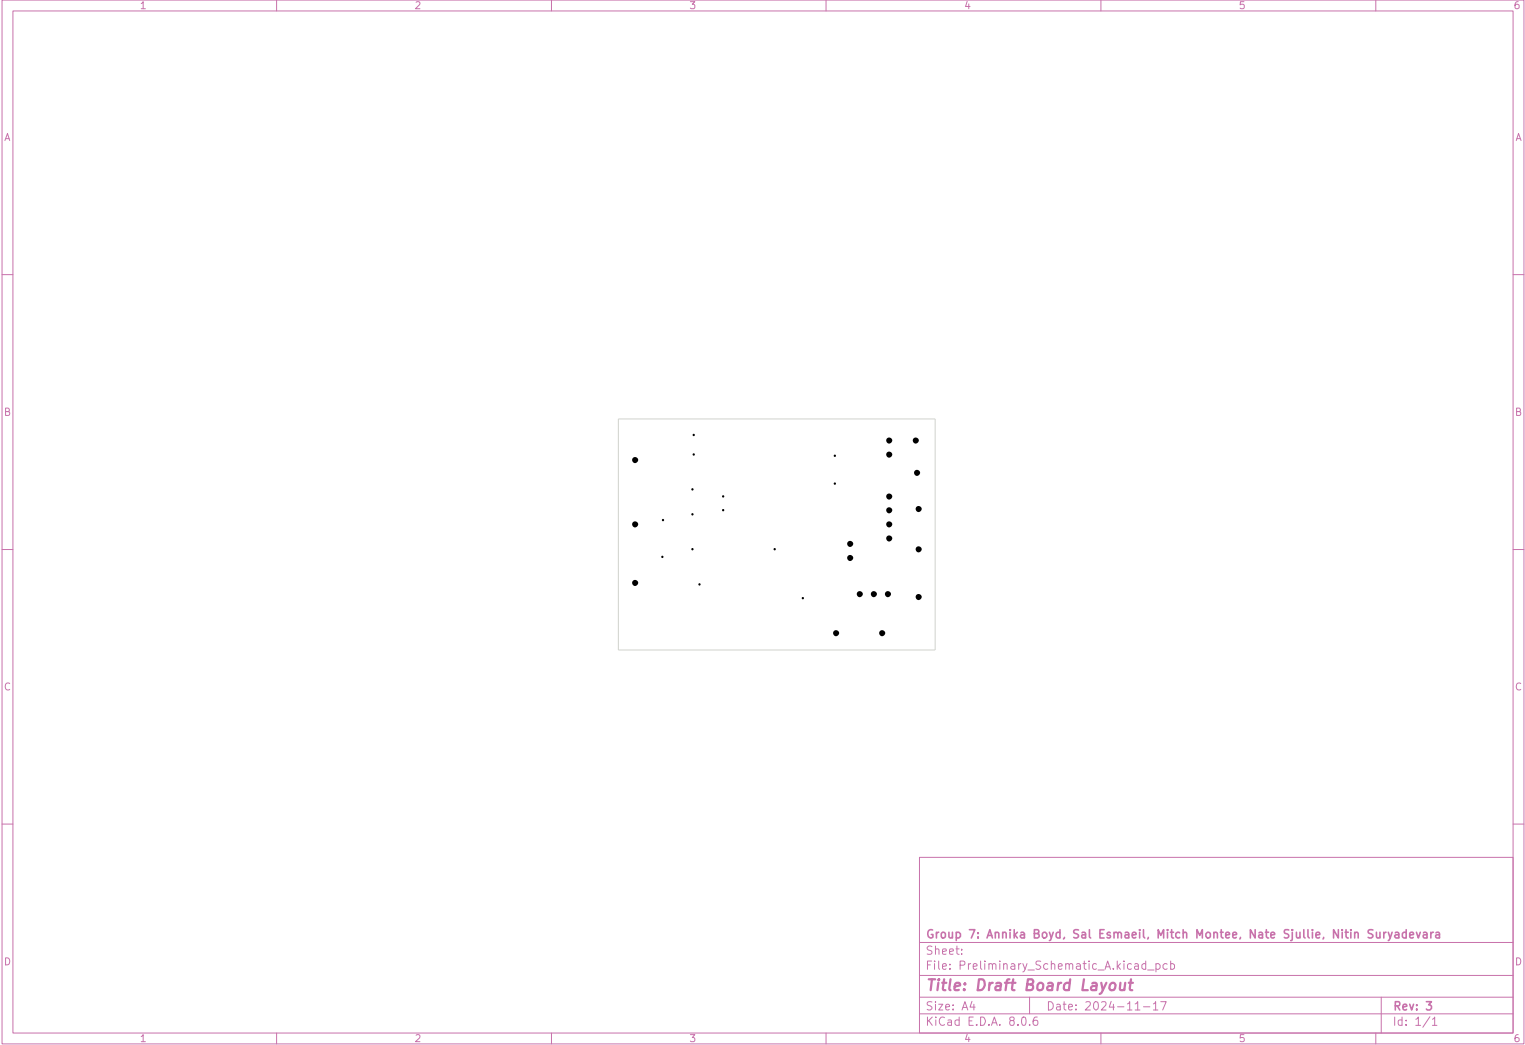 1 2 3 4 5 6
A A
B B
C C
D D
Group 7: Annika Boyd, Sal Esmaeil, Mitch Montee, Nate Sjullie, Nitin Suryadevara
Sheet:
File: Preliminary_Schematic_A.kicad_pcb
Title: Draft Board Layout
Size: A4 Date: 2024-11-17 Rev: 3
KiCad E.D.A. 8.0.6 Id: 1/1
1 2 3 4 5 6